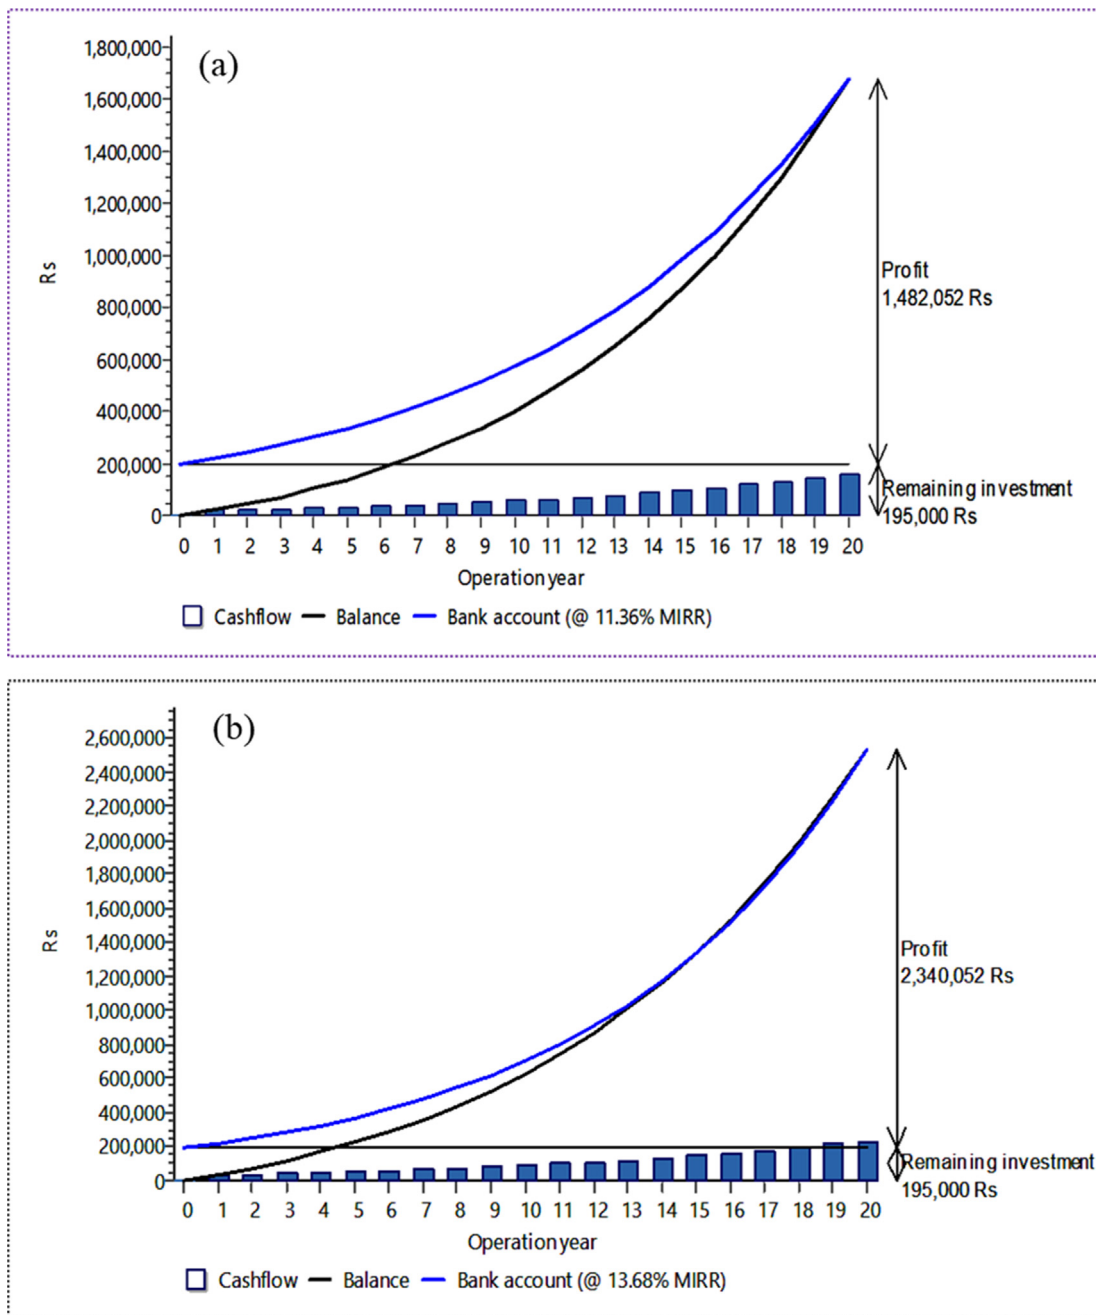 (a)
1,800,000
1,600,000
1,400,000
1,200,000
1,000,000
800,000
600,000
400,000
200,000
0
Rs
Profit
1,482,052 Rs
Remaining investment
195,000 Rs
0 1 2 3 4 5 6 7 8 9 10 11 12 13 14 15 16 17 18 19 20
Operation year
Cashflow Balance Bank account (@ 11.36% MIRR)
(b)
2,600,000
2,400,000
2,200,000
2,000,000
1,800,000
1,600,000
1,400,000
1,200,000
1,000,000
800,000
600,000
400,000
200,000
0
Rs
Profit
2,340,052 Rs
Remaining investment
195,000 Rs
0 1 2 3 4 5 6 7 8 9 10 11 12 13 14 15 16 17 18 19 20
Operation year
Cashflow Balance Bank account (@ 13.68% MIRR)